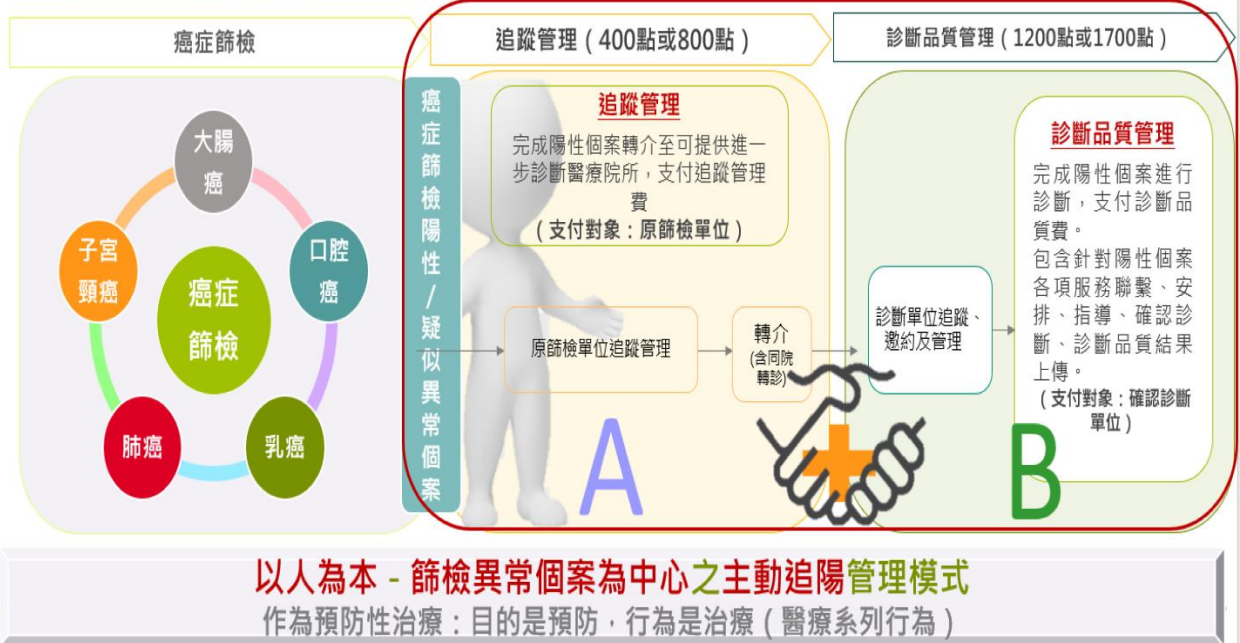 癌症篩檢
追蹤管理（400點或800點）
診斷品質管理（1200點或1700點）
大腸
癌
子宮
頸癌
口腔
癌
癌症
篩檢
肺癌
乳癌
癌症篩檢陽性/疑似異常個案
追蹤管理
完成陽性個案轉介至可提供進一
步診斷醫療院所，支付追蹤管理
費
（支付對象：原篩檢單位）
原篩檢單位追蹤管理
轉介
(含同院
轉診)
A
診斷單位追蹤、
邀約及管理
診斷品質管理
完成陽性個案進行
診斷，支付診斷品
質費。
包含針對陽性個案
各項服務聯繫、安
排、指導、確認診
斷、診斷品質結果
上傳。
（支付對象：確認診斷
單位）
B
以人為本 - 篩檢異常個案為中心之主動追陽管理模式
作為預防性治療：目的是預防，行為是治療（醫療系列行為）